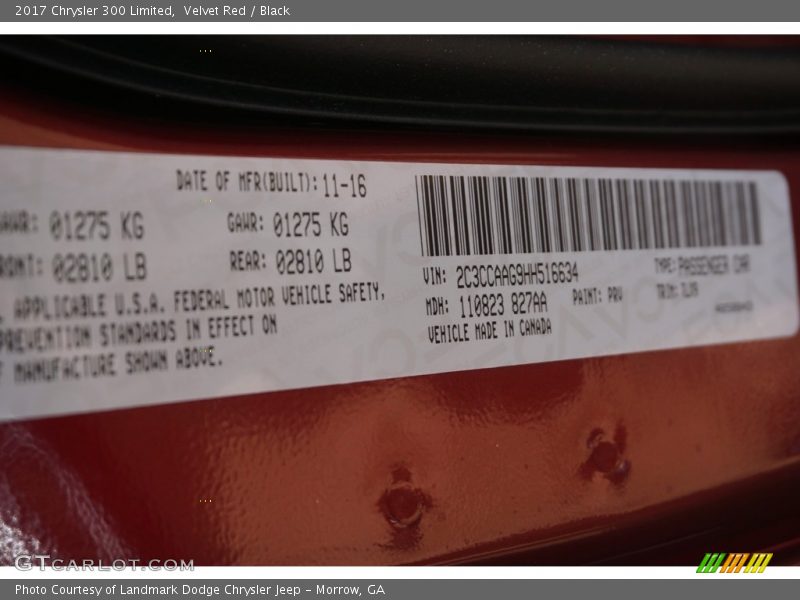 2017 Chrysler 300 Limited,  Velvet Red / Black
DATE OF MFR(BUILT): 11-16
GAWR: 01275 KG GAWR: 01275 KG
FRONT: 02810 LB REAR: 02810 LB
APPLICABLE U.S.A. FEDERAL MOTOR VEHICLE SAFETY,
PREVENTION STANDARDS IN EFFECT ON
MANUFACTURE SHOWN ABOVE.
VIN: 2C3CCAAG9HH516634 TYPE: PASSENGER CAR
MDH: 110823 827AA PAINT: PRV TRIM:
VEHICLE MADE IN CANADA
GTCARLOT.COM
Photo Courtesy of Landmark Dodge Chrysler Jeep – Morrow, GA